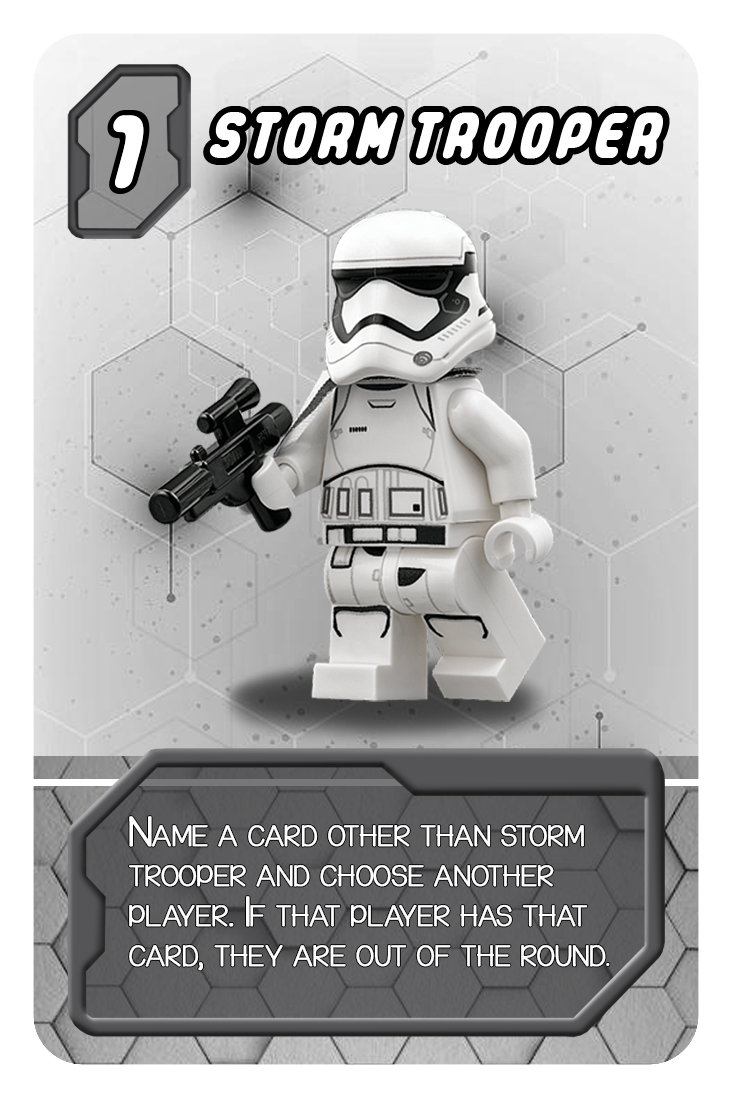 1
STORM TROOPER
Name a card other than storm
trooper and choose another
player. If that player has that
card, they are out of the round.